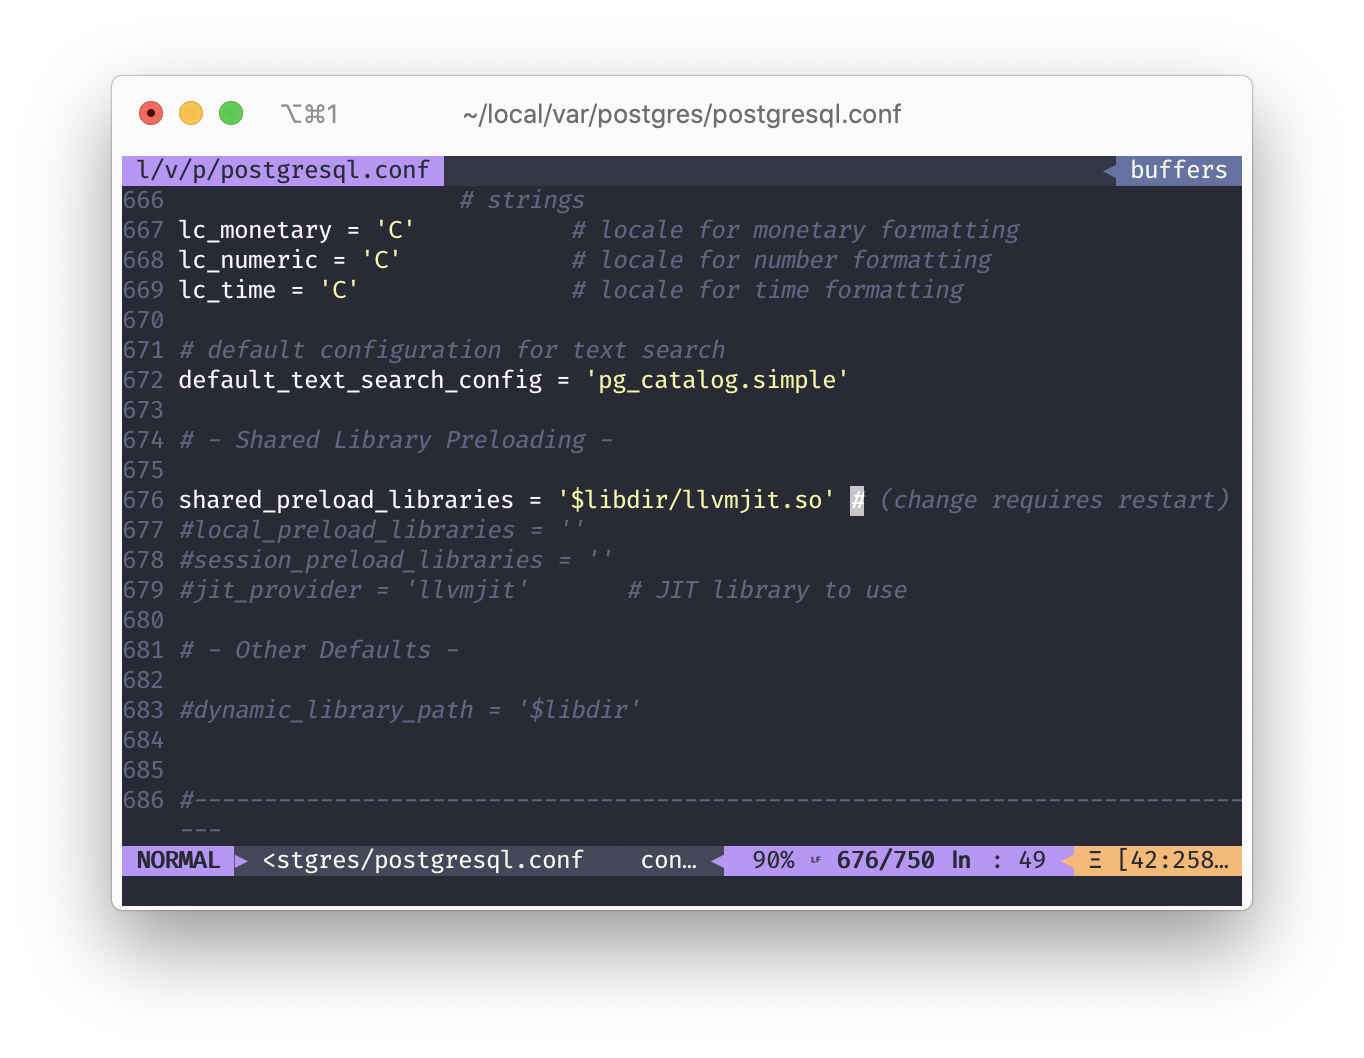 ⌥⌘1 ~/local/var/postgres/postgresql.conf
l/v/p/postgresql.conf buffers
666 # strings
667 lc_monetary = 'C' # locale for monetary formatting
668 lc_numeric = 'C' # locale for number formatting
669 lc_time = 'C' # locale for time formatting
670
671 # default configuration for text search
672 default_text_search_config = 'pg_catalog.simple'
673
674 # - Shared Library Preloading -
675
676 shared_preload_libraries = '$libdir/llvmjit.so' # (change requires restart)
677 #local_preload_libraries = ''
678 #session_preload_libraries = ''
679 #jit_provider = 'llvmjit' # JIT library to use
680
681 # - Other Defaults -
682
683 #dynamic_library_path = '$libdir'
684
685
686 #---------------------------------------------------------------------------
---
NORMAL <stgres/postgresql.conf con… 90% ␊ 676/750 ln : 49 Ξ [42:258…